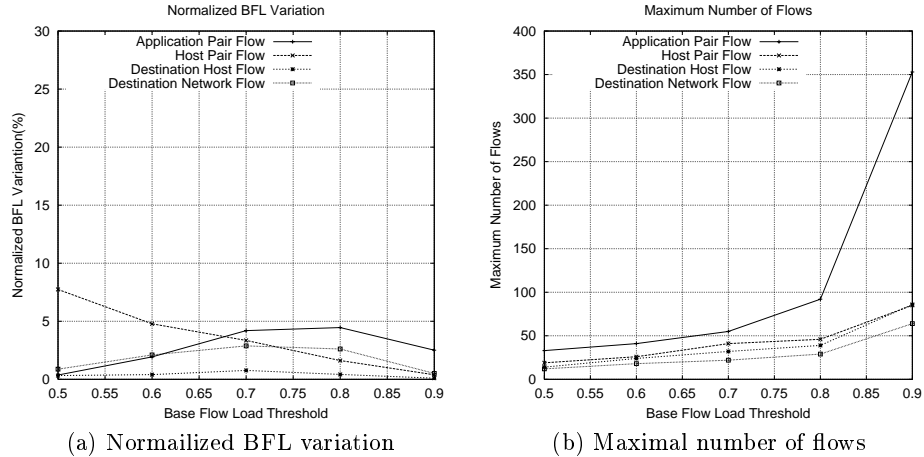 Normalized BFL Variation
Application Pair Flow
Host Pair Flow
Destination Host Flow
Destination Network Flow
30
25
20
15
10
5
0
Normalized BFL Variantion(%)
0.5 0.55 0.6 0.65 0.7 0.75 0.8 0.85 0.9
Base Flow Load Threshold
(a) Normailized BFL variation
Maximum Number of Flows
Application Pair Flow
Host Pair Flow
Destination Host Flow
Destination Network Flow
400
350
300
250
200
150
100
50
0
Maximum Number of Flows
0.5 0.55 0.6 0.65 0.7 0.75 0.8 0.85 0.9
Base Flow Load Threshold
(b) Maximal number of flows